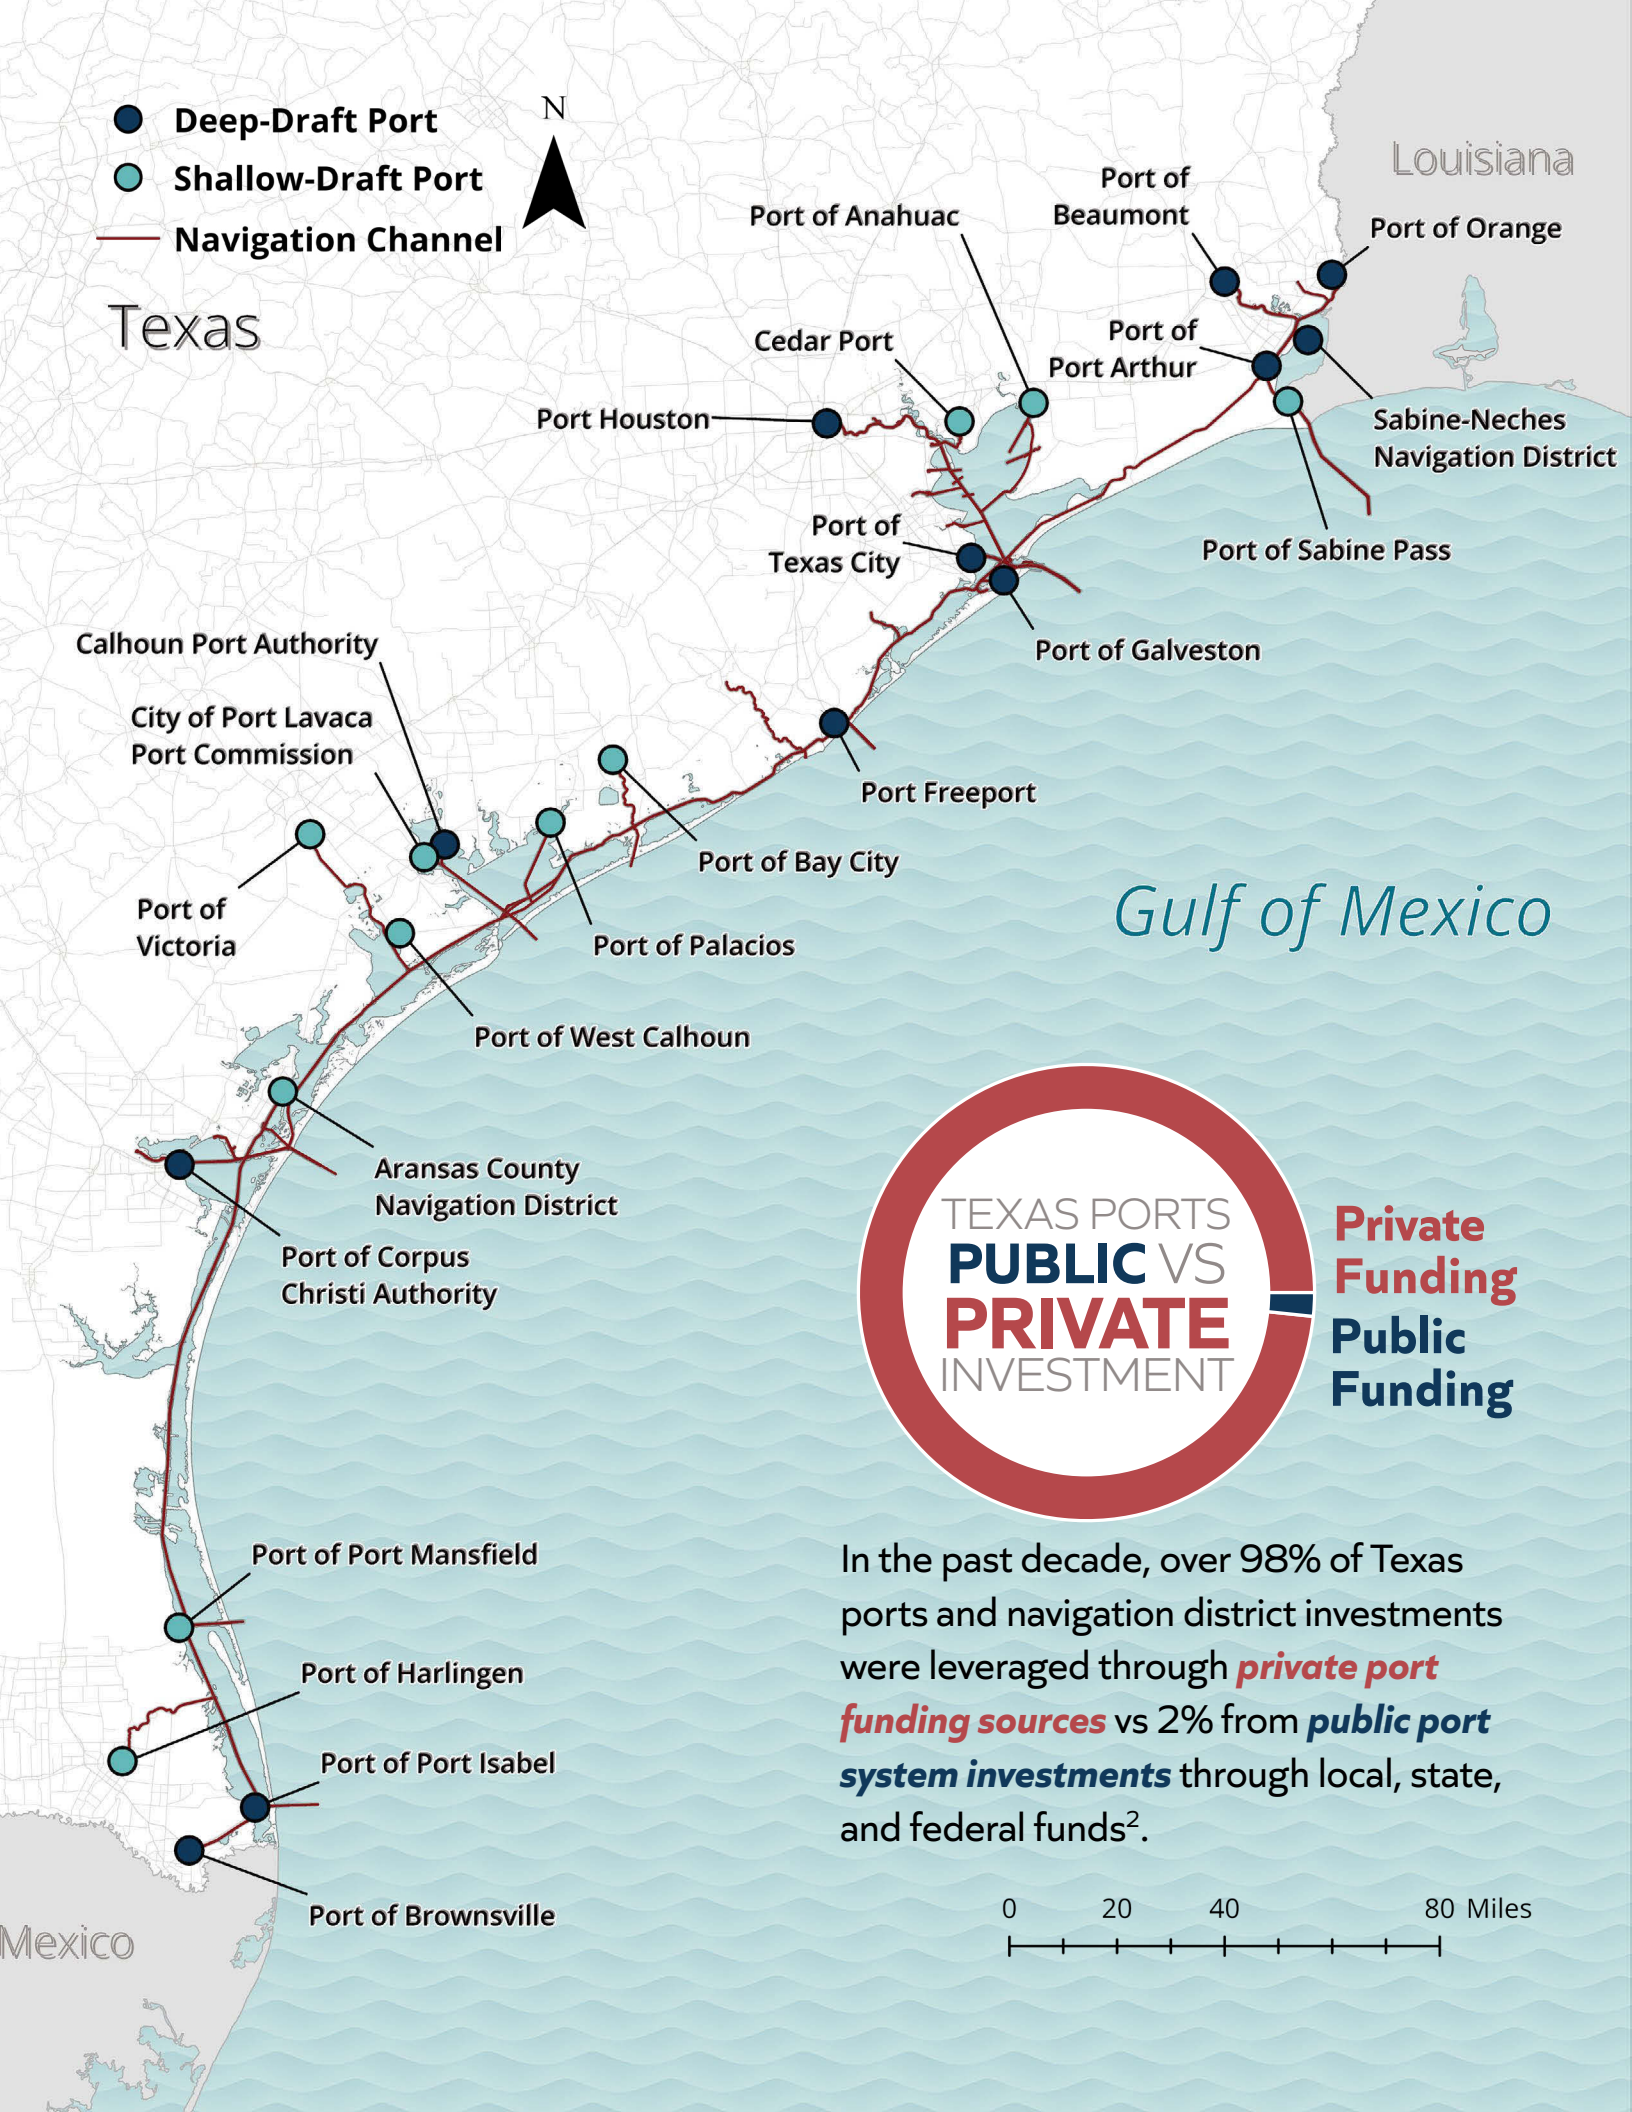 Deep-Draft Port
Shallow-Draft Port
Navigation Channel
N
Texas
Louisiana
Port of
Beaumont
Port of Anahuac
Port of Orange
Cedar Port
Port of
Port Arthur
Port Houston
Sabine-Neches
Navigation District
Port of
Texas City
Port of Sabine Pass
Port of Galveston
Calhoun Port Authority
City of Port Lavaca
Port Commission
Port Freeport
Port of Bay City
Port of
Victoria
Port of Palacios
Gulf of Mexico
Port of West Calhoun
Aransas County
Navigation District
Port of Corpus
Christi Authority
TEXAS PORTS
PUBLIC VS
PRIVATE
INVESTMENT
Private
Funding
Public
Funding
Port of Port Mansfield
Port of Harlingen
Port of Port Isabel
Port of Brownsville
Mexico
In the past decade, over 98% of Texas
ports and navigation district investments
were leveraged through private port
funding sources vs 2% from public port
system investments through local, state,
and federal funds².
0 20 40 80 Miles